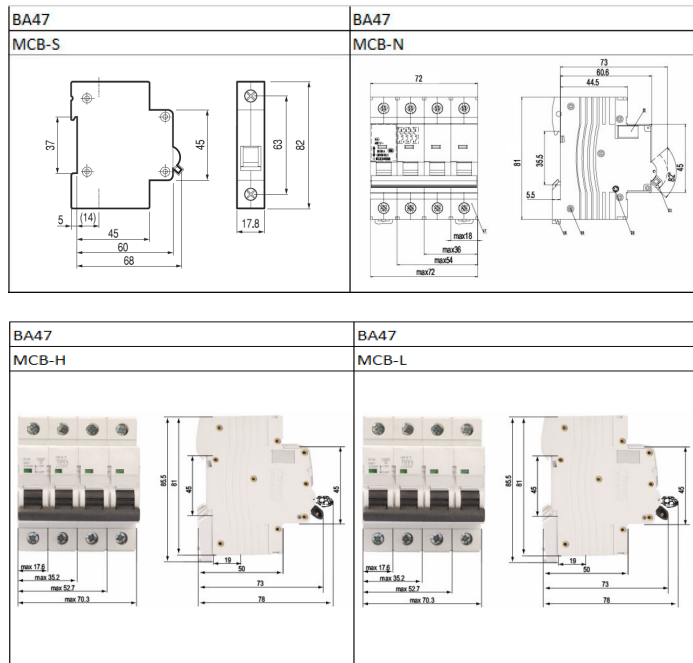 BA47
BA47
MCB-S
MCB-N
37
5
(14)
45
60
68
45
63
82
17.8
72
max18
max36
max54
max72
73
60.6
44.5
81
35.5
5.5
45
82°
BA47
BA47
MCB-H
MCB-L
max 17.6
max 35.2
max 52.7
max 70.3
85.5
81
45
45
19
50
73
78
max 17.6
max 35.2
max 52.7
max 70.3
85.5
81
45
45
19
50
73
78